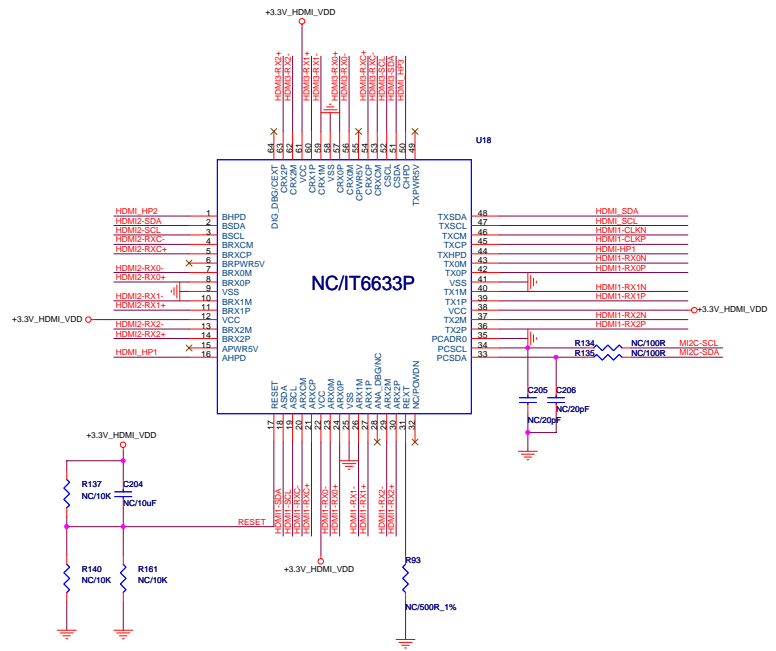 +3.3V_HDMI_VDD
HDMI3-RX2+
HDMI3-RX2-
HDMI3-RX1+
HDMI3-RX1-
HDMI3-RX0+
HDMI3-RX0-
HDMI3-RXC+
HDMI3-RXC-
HDMI3-SCL
HDMI3-SDA
HDMI_HP3
64 63 62 61 60 59 58 57 56 55 54 53 52 51 50 49
U18
DIG_DBG/CEXT
CRX2P
CRX2M
VCC
CRX1P
CRX1M
VSS
CRX0P
CRX0M
CPWR5V
CRXCP
CRXCM
CSCL
CSDA
CHPD
TXPWR5V
HDMI_HP2 1 BHPD
HDMI2-SDA 2 BSDA
HDMI2-SCL 3 BSCL
HDMI2-RXC- 4 BRXCM
HDMI2-RXC+ 5 BRXCP
6 BRPWR5V
HDMI2-RX0- 7 BRX0M
HDMI2-RX0+ 8 BRX0P
9 VSS
HDMI2-RX1- 10 BRX1M
HDMI2-RX1+ 11 BRX1P
+3.3V_HDMI_VDD 12 VCC
HDMI2-RX2- 13 BRX2M
HDMI2-RX2+ 14 BRX2P
15 APWR5V
HDMI_HP1 16 AHPD
NC/IT6633P
TXSDA 48 HDMI_SDA
TXSCL 47 HDMI_SCL
TXCM 46 HDMI1-CLKN
TXCP 45 HDMI1-CLKP
TXHPD 44 HDMI-HP1
TX0M 43 HDMI1-RX0N
TX0P 42 HDMI1-RX0P
VSS 41
TX1M 40 HDMI1-RX1N
TX1P 39 HDMI1-RX1P
VCC 38 +3.3V_HDMI_VDD
TX2M 37 HDMI1-RX2N
TX2P 36 HDMI1-RX2P
PCADR0 35
PCSCL 34 R134 NC/100R MI2C-SCL
PCSDA 33 R135 NC/100R MI2C-SDA
C205
NC/20pF
C206
NC/20pF
RESET
ASDA
ASCL
ARXCM
ARXCP
VCC
ARX0M
ARX0P
VSS
ARX1M
ARX1P
ANA_DBG/NC
ARX2M
ARX2P
REXT
NC/POWDN
17 18 19 20 21 22 23 24 25 26 27 28 29 30 31 32
HDMI1-SDA
HDMI1-SCL
HDMI1-RXC-
HDMI1-RXC+
HDMI1-RX0-
HDMI1-RX0+
HDMI1-RX1-
HDMI1-RX1+
HDMI1-RX2-
HDMI1-RX2+
+3.3V_HDMI_VDD
R137
NC/10K
C204
NC/10uF
RESET
R140
NC/10K
R161
NC/10K
+3.3V_HDMI_VDD
R93
NC/500R_1%